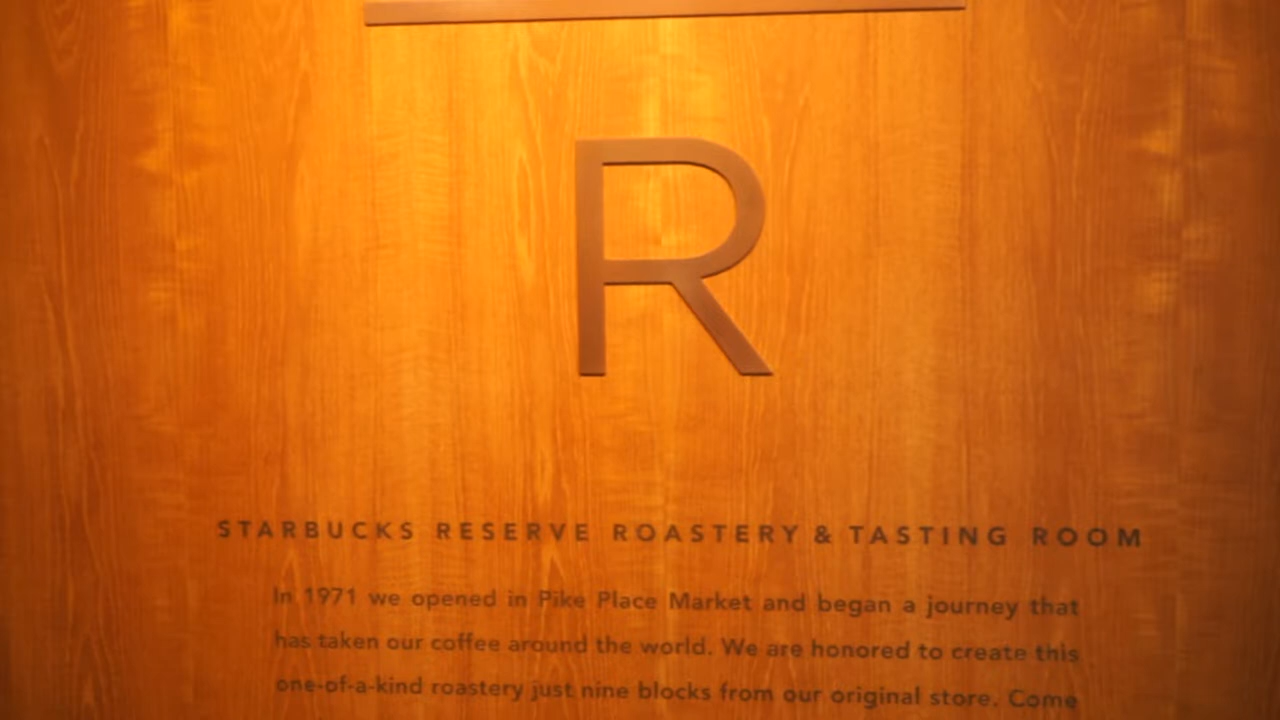 R
STARBUCKS RESERVE ROASTERY & TASTING ROOM
In 1971 we opened in Pike Place Market and began a journey that
has taken our coffee around the world. We are honored to create this
one-of-a-kind roastery just nine blocks from our original store. Come